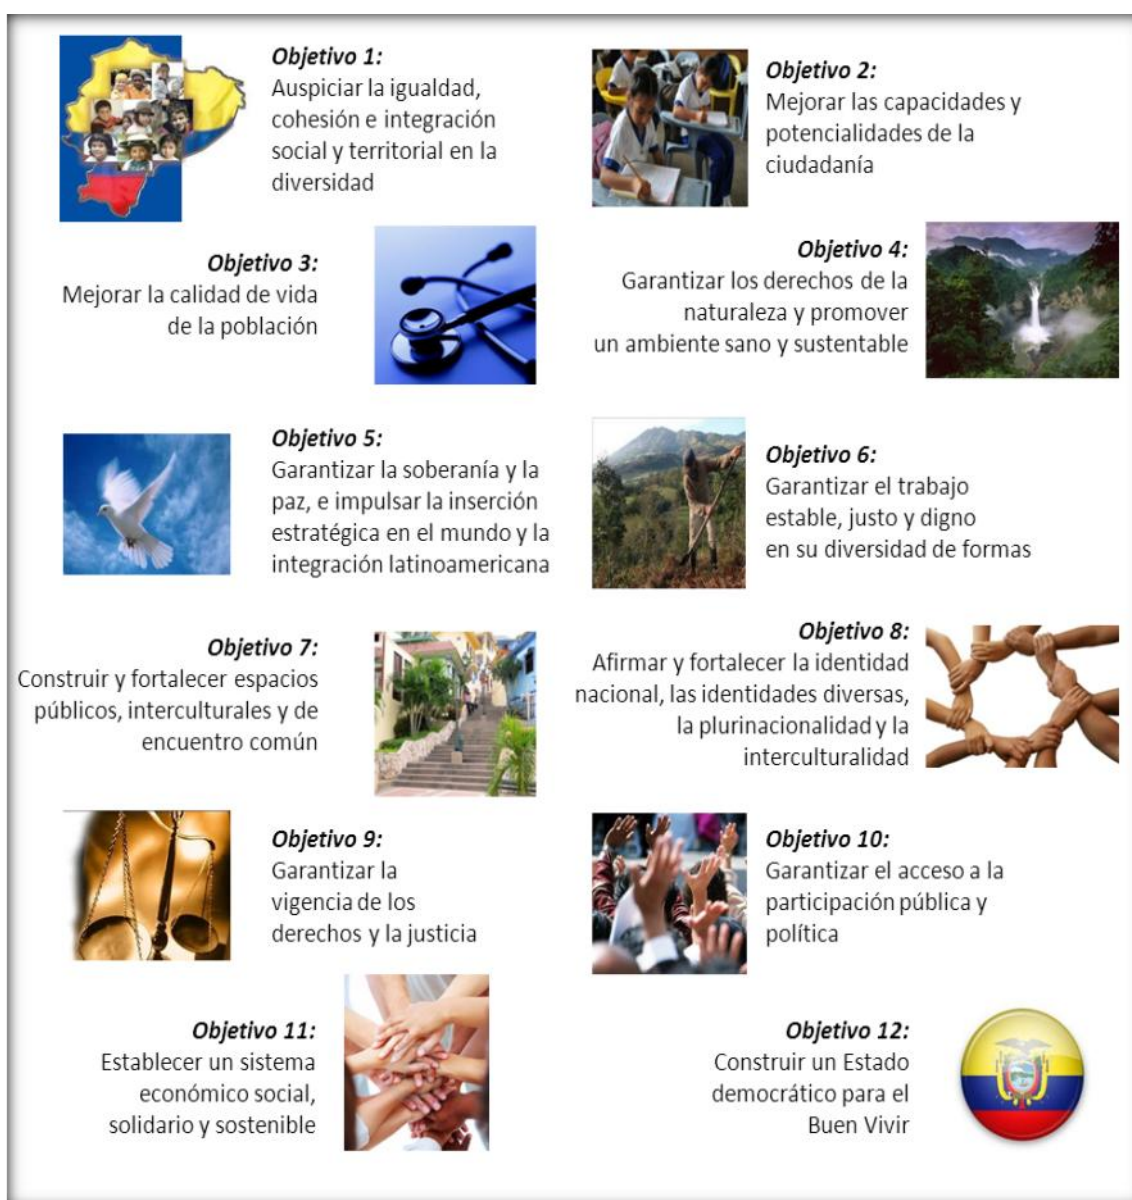 Objetivo 1:
Auspiciar la igualdad,
cohesión e integración
social y territorial en la
diversidad
Objetivo 2:
Mejorar las capacidades y
potencialidades de la
ciudadanía
Objetivo 3:
Mejorar la calidad de vida
de la población
Objetivo 4:
Garantizar los derechos de la
naturaleza y promover
un ambiente sano y sustentable
Objetivo 5:
Garantizar la soberanía y la
paz, e impulsar la inserción
estratégica en el mundo y la
integración latinoamericana
Objetivo 6:
Garantizar el trabajo
estable, justo y digno
en su diversidad de formas
Objetivo 7:
Construir y fortalecer espacios
públicos, interculturales y de
encuentro común
Objetivo 8:
Afirmar y fortalecer la identidad
nacional, las identidades diversas,
la plurinacionalidad y la
interculturalidad
Objetivo 9:
Garantizar la
vigencia de los
derechos y la justicia
Objetivo 10:
Garantizar el acceso a la
participación pública y
política
Objetivo 11:
Establecer un sistema
económico social,
solidario y sostenible
Objetivo 12:
Construir un Estado
democrático para el
Buen Vivir